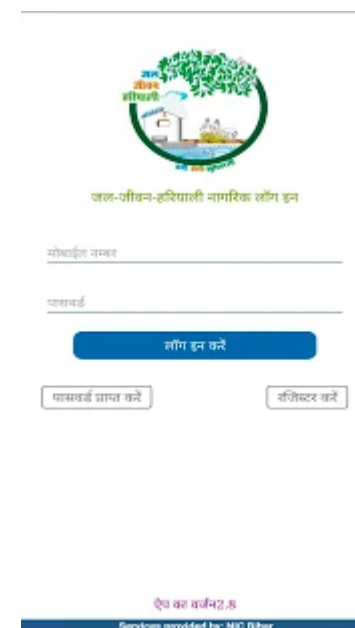 जल
जीवन
हरियाली
जल-जीवन-हरियाली नागरिक लॉग इन
मोबाईल नम्बर
पासवर्ड
लॉग इन करें
पासवर्ड प्राप्त करें
रजिस्टर करें
ऐप का वर्जन2.8
Services provided by: NIC Bihar